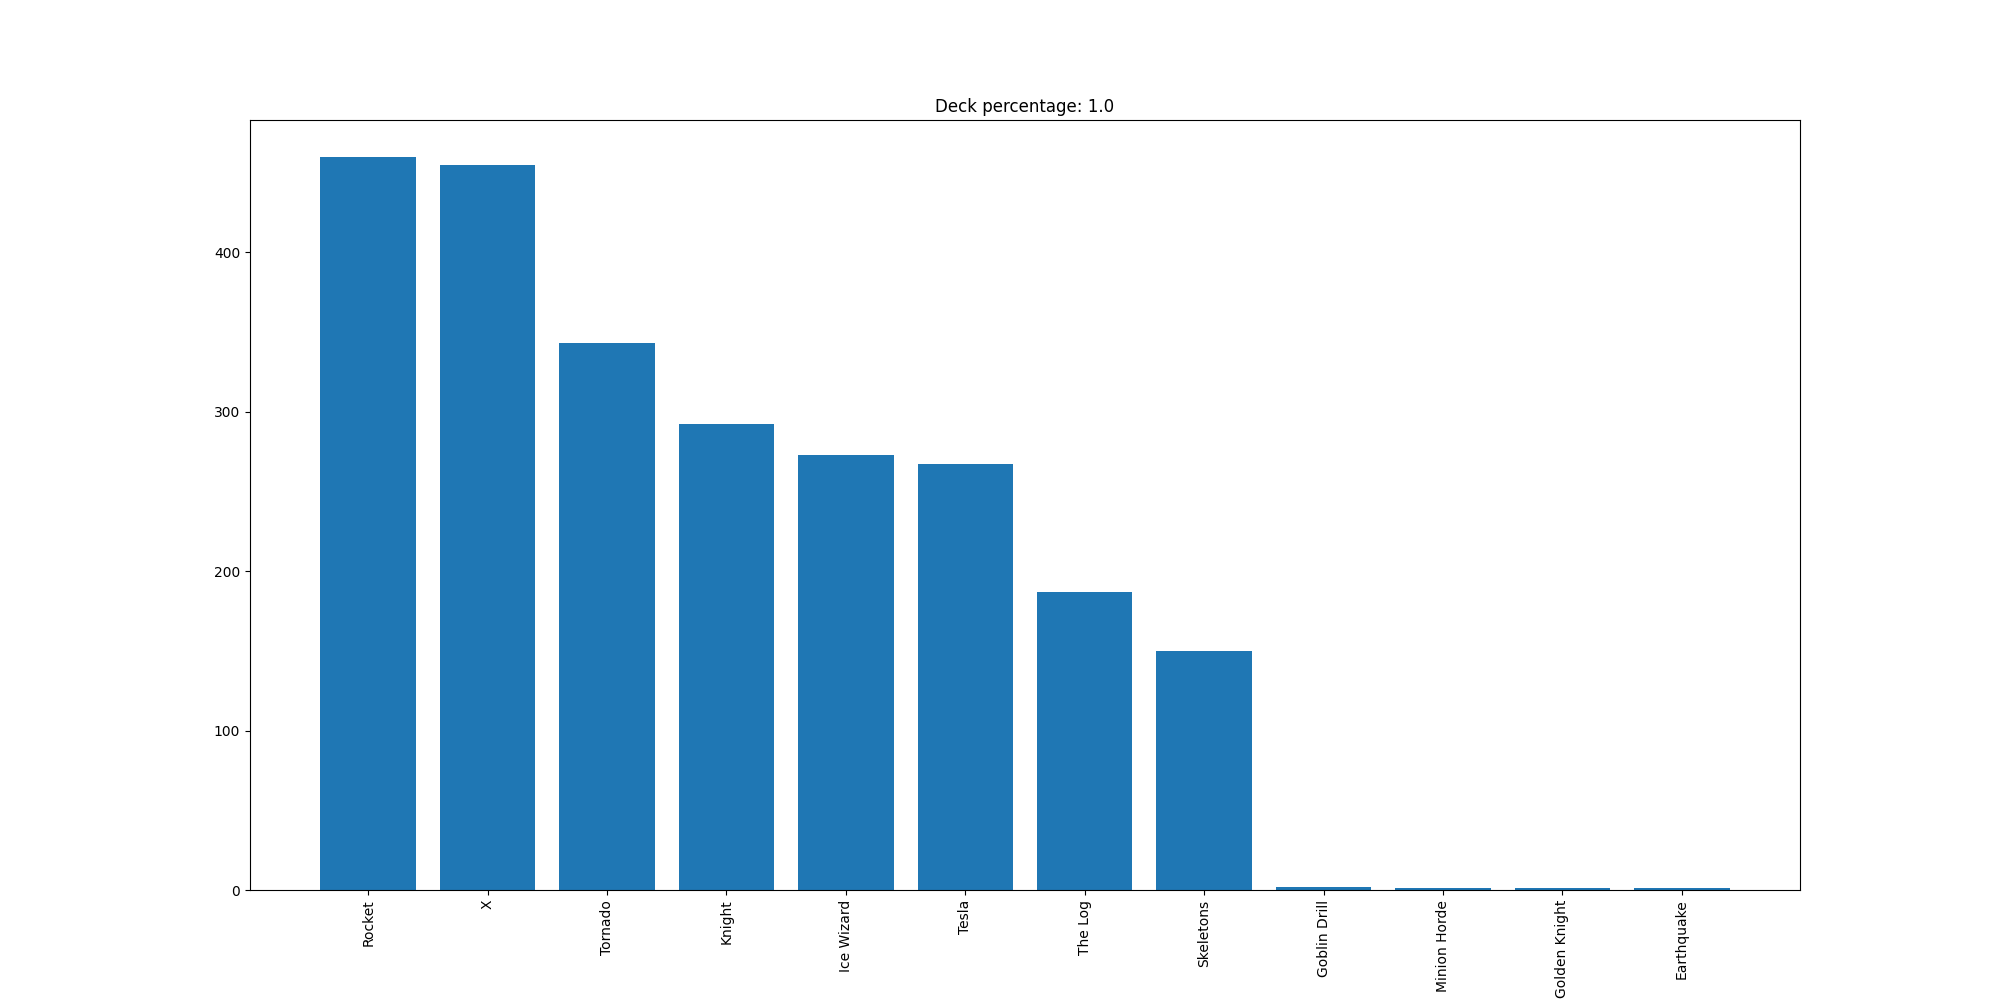 Deck percentage: 1.0
400
300
200
100
0
Rocket
X
Tornado
Knight
Ice Wizard
Tesla
The Log
Skeletons
Goblin Drill
Minion Horde
Golden Knight
Earthquake